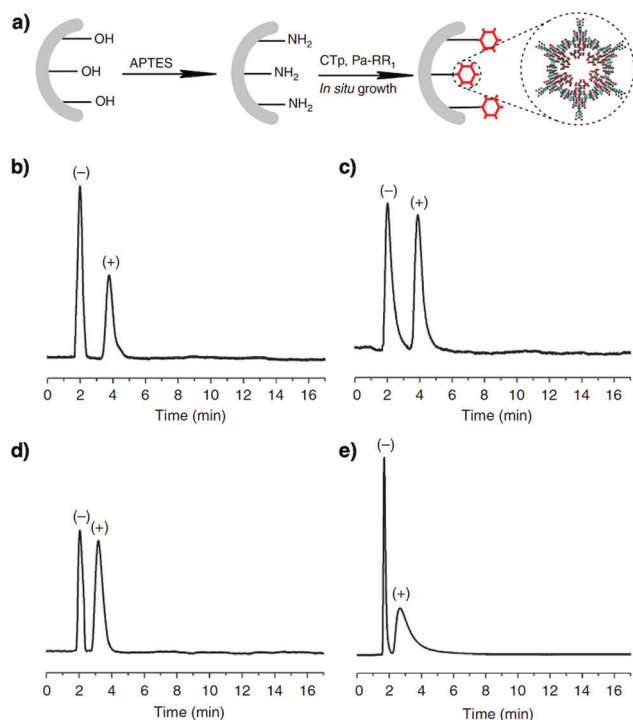 a)
OH
OH
OH
APTES
NH2
NH2
NH2
CTp, Pa-RR1
In situ growth
b)
(−)
(+)
0 2 4 6 8 10 12 14 16
Time (min)
c)
(−)
(+)
0 2 4 6 8 10 12 14 16
Time (min)
d)
(−)
(+)
0 2 4 6 8 10 12 14 16
Time (min)
e)
(−)
(+)
0 2 4 6 8 10 12 14 16
Time (min)